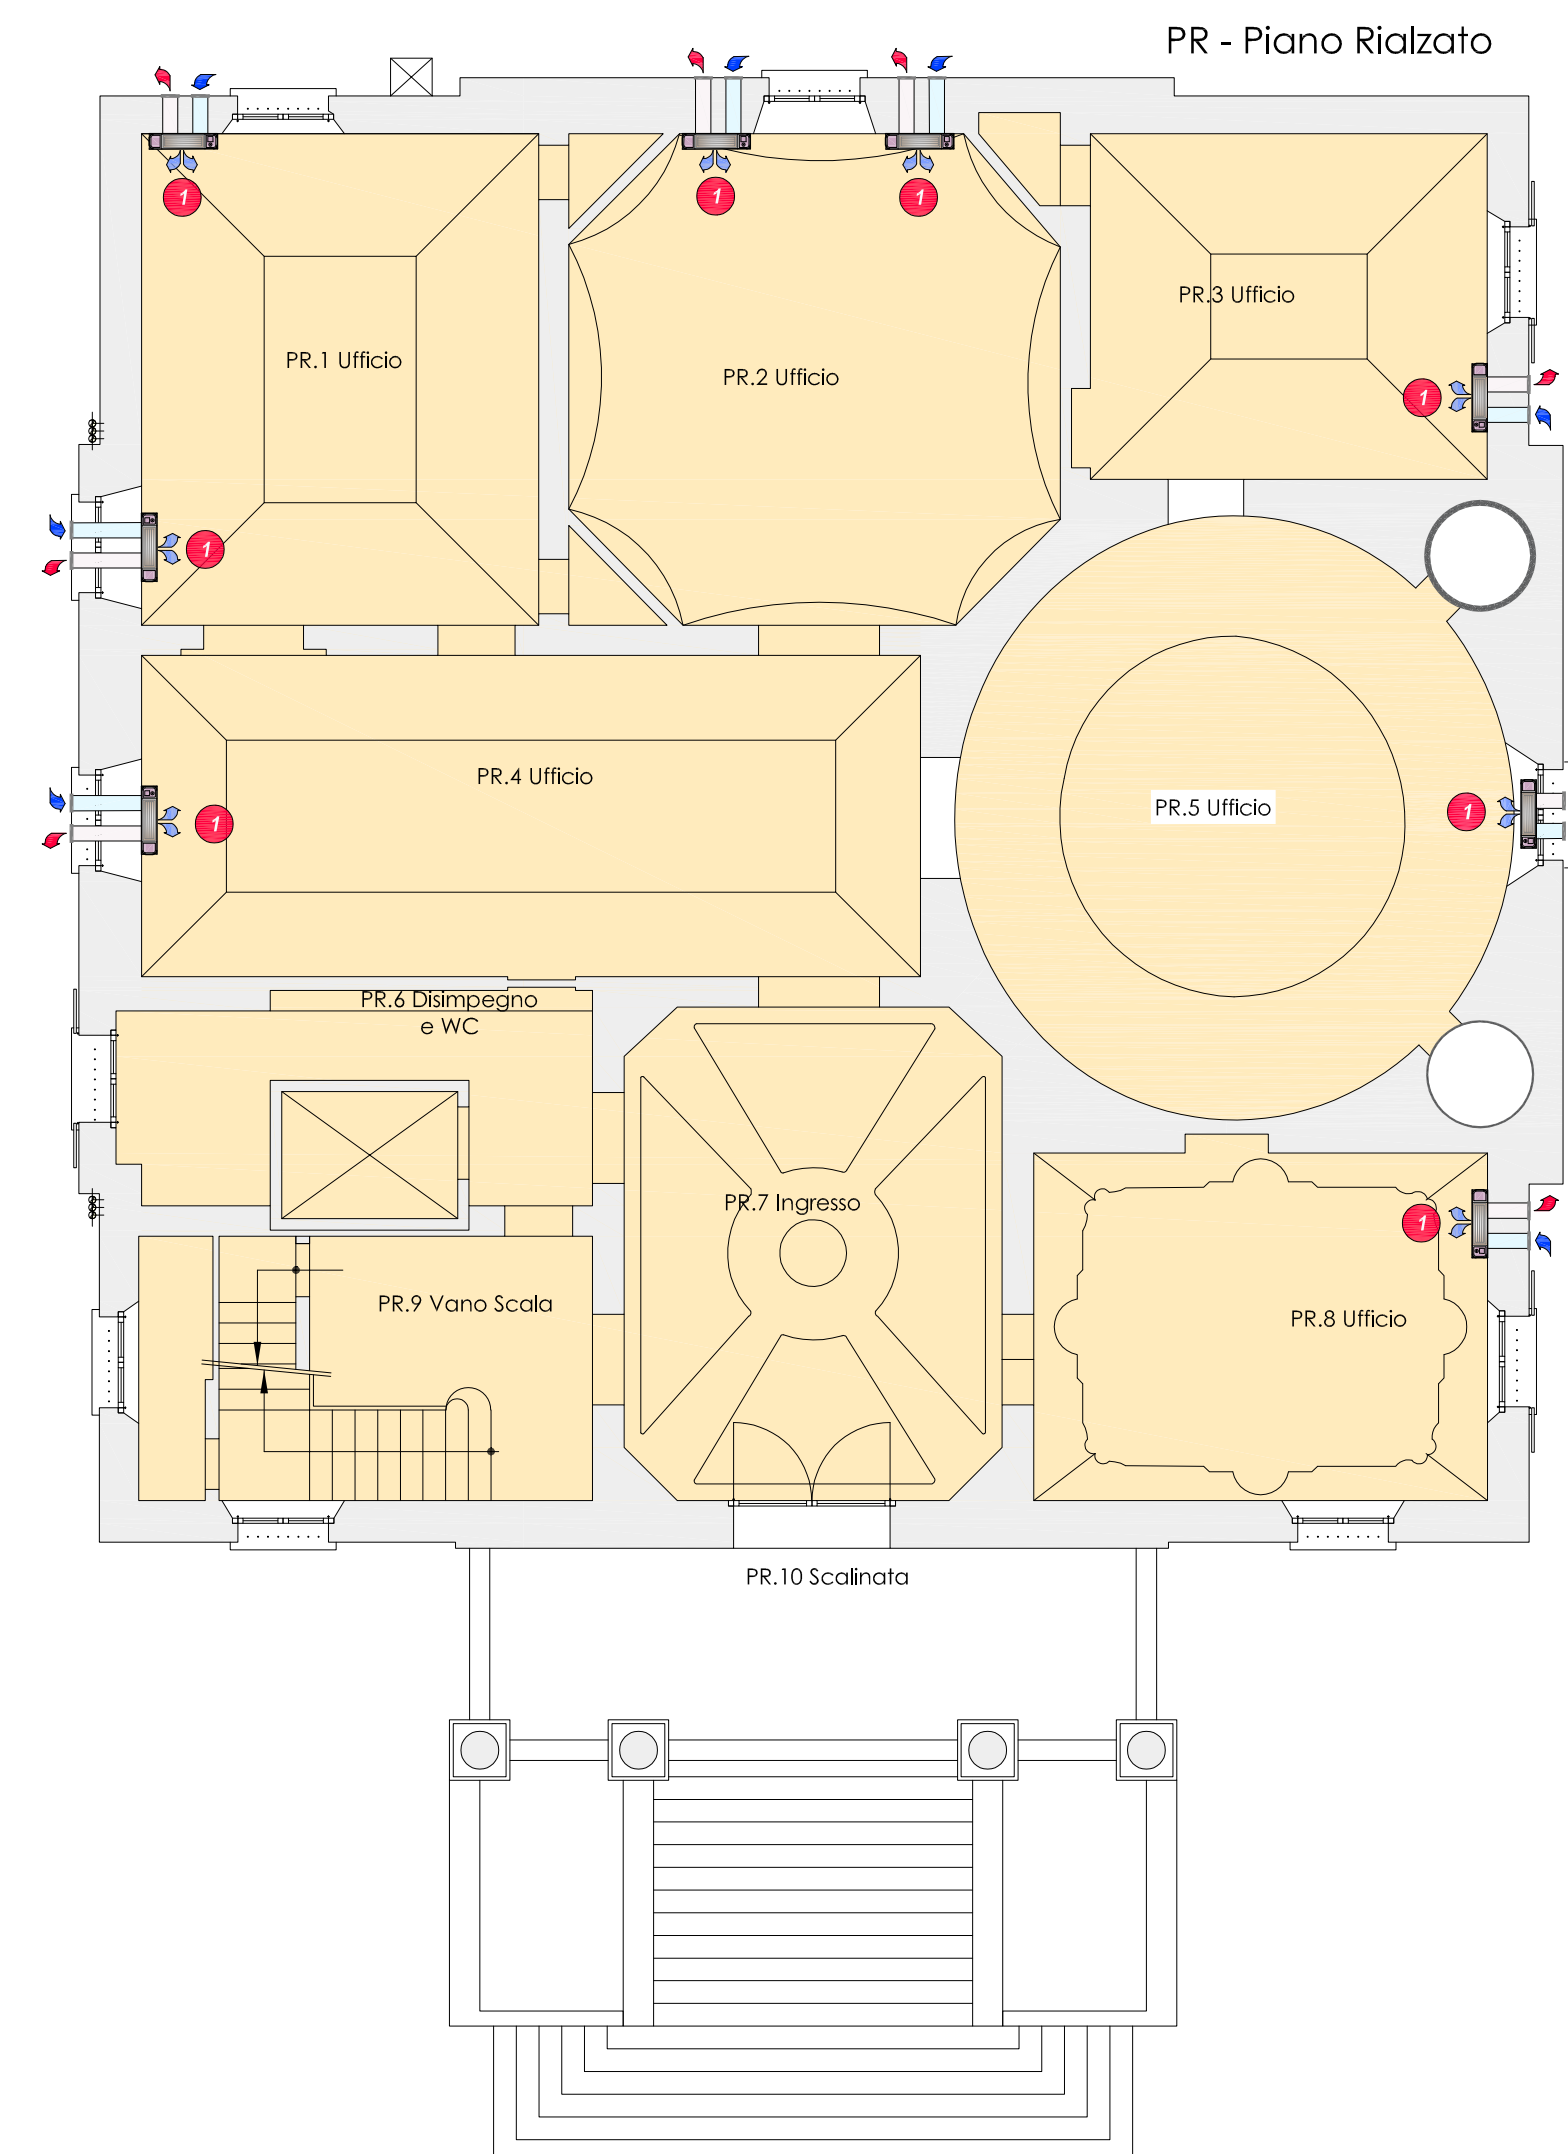 PR - Piano Rialzato
1
1
1
PR.3 Ufficio
PR.1 Ufficio
PR.2 Ufficio
1
1
PR.4 Ufficio
PR.5 Ufficio
1
1
PR.6 Disimpegno
e WC
PR.7 Ingresso
1
PR.9 Vano Scala
PR.8 Ufficio
PR.10 Scalinata